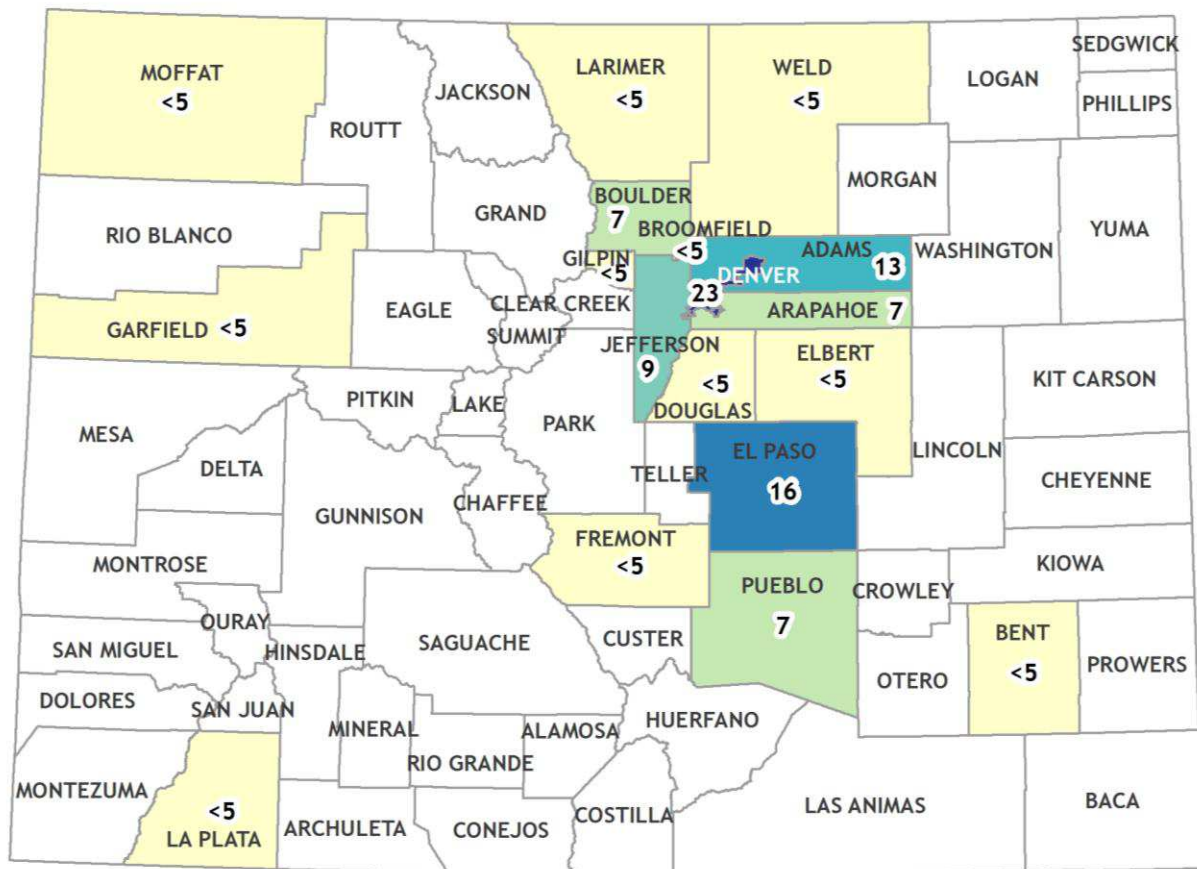 SEDGWICK
MOFFAT
<5
LARIMER
<5
WELD
<5
LOGAN
JACKSON
PHILLIPS
ROUTT
MORGAN
BOULDER
7
GRAND
BROOMFIELD
<5
YUMA
RIO BLANCO
GILPIN
<5
ADAMS
13
WASHINGTON
DENVER
23
CLEAR CREEK
EAGLE
ARAPAHOE 7
GARFIELD <5
SUMMIT
JEFFERSON
9
ELBERT
<5
KIT CARSON
<5
DOUGLAS
PITKIN
LAKE
PARK
MESA
DELTA
TELLER
EL PASO
16
LINCOLN
CHEYENNE
CHAFFEE
GUNNISON
FREMONT
<5
MONTROSE
KIOWA
PUEBLO
7
CROWLEY
OURAY
SAN MIGUEL
HINSDALE
SAGUACHE
CUSTER
BENT
<5
PROWERS
OTERO
DOLORES
SAN JUAN
MINERAL
ALAMOSA
HUERFANO
RIO GRANDE
MONTEZUMA
<5
LA PLATA
ARCHULETA
CONEJOS
COSTILLA
LAS ANIMAS
BACA